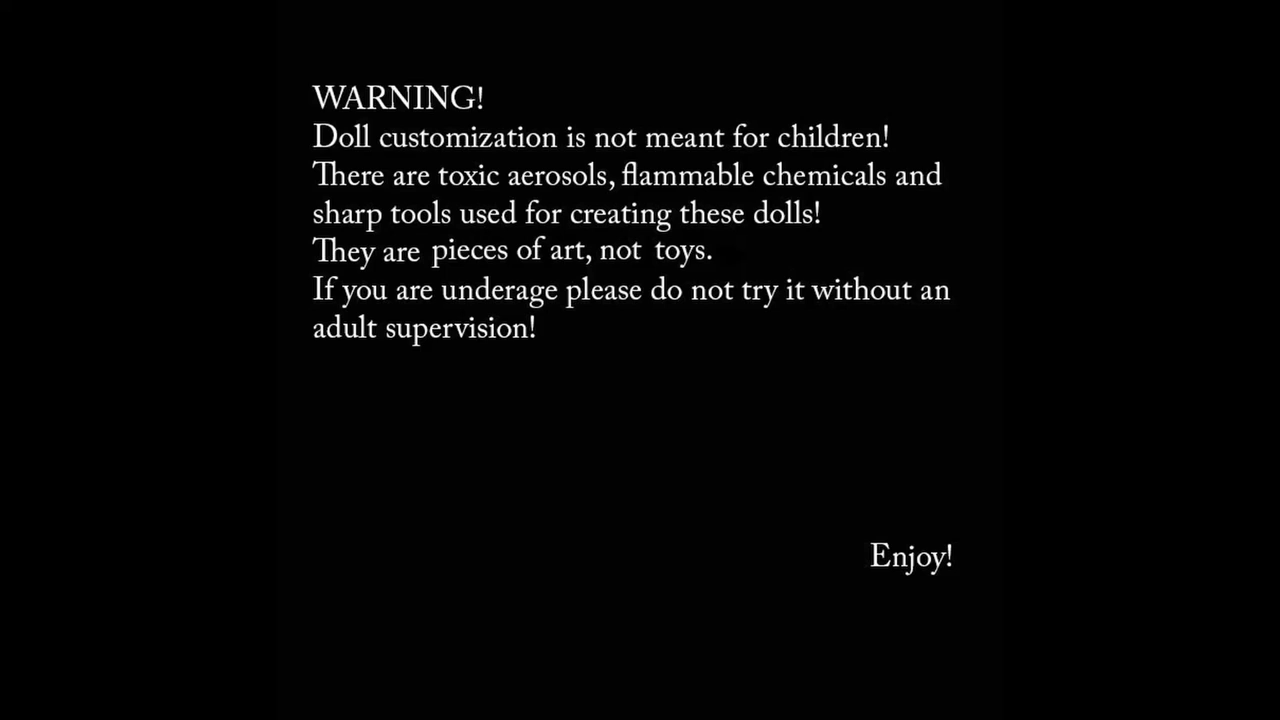 WARNING!
Doll customization is not meant for children!
There are toxic aerosols, flammable chemicals and
sharp tools used for creating these dolls!
They are pieces of art, not toys.
If you are underage please do not try it without an
adult supervision!
Enjoy!